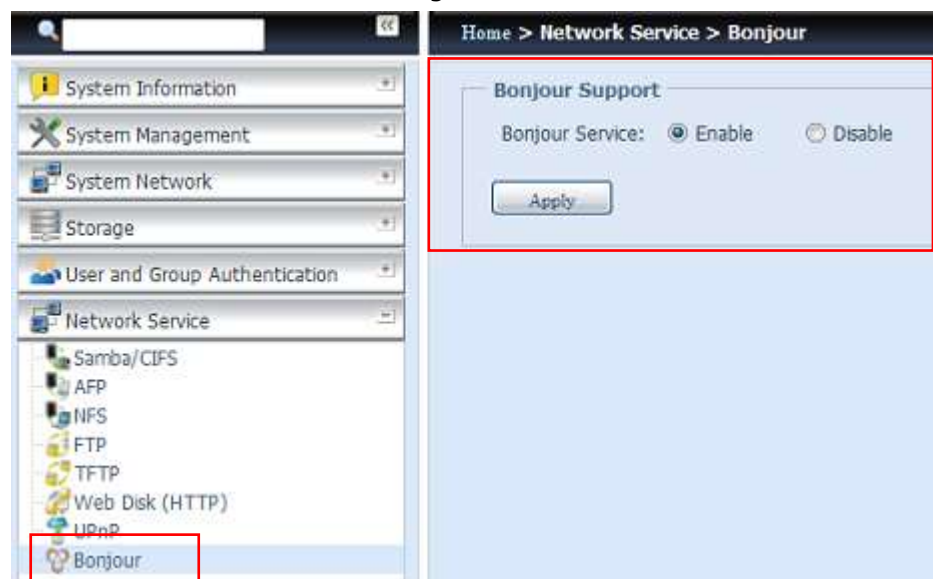 Home > Network Service > Bonjour
System Information
System Management
System Network
Storage
User and Group Authentication
Network Service
Samba/CIFS
AFP
NFS
FTP
TFTP
Web Disk (HTTP)
UPnP
Bonjour
Bonjour Support
Bonjour Service: Enable Disable
Apply